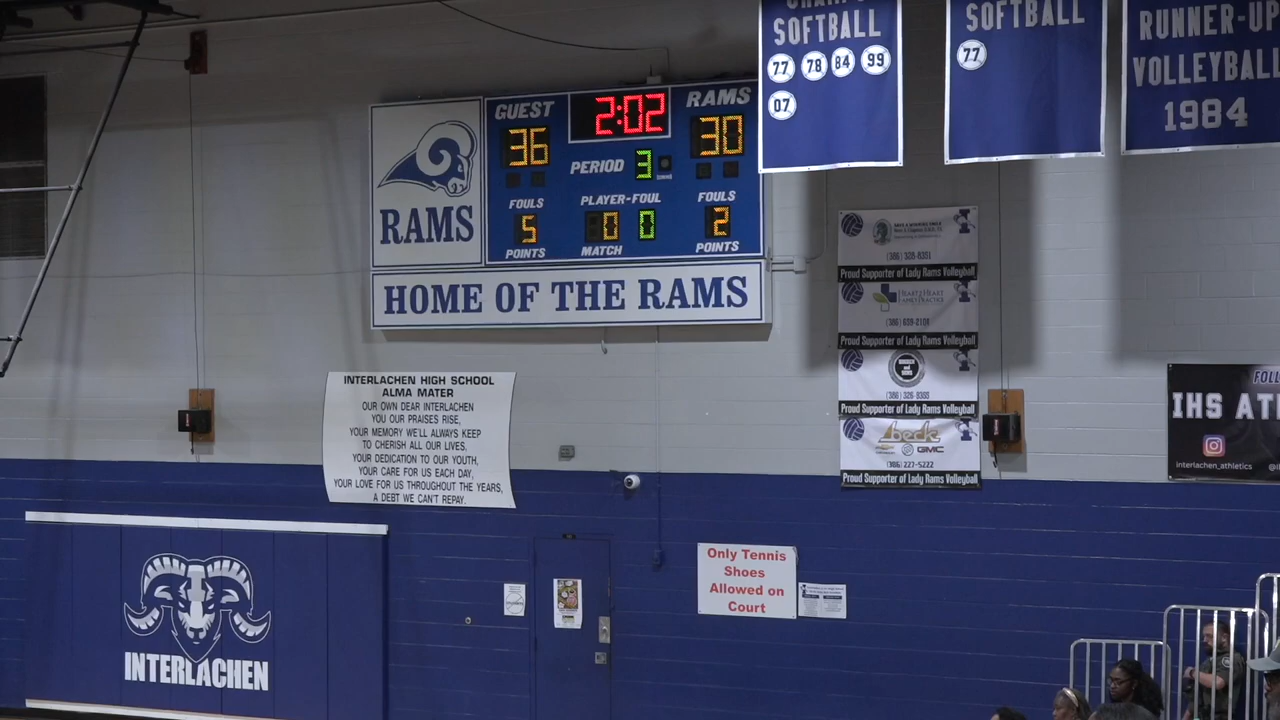 SOFTBALL
77 78 84 99
07
SOFTBALL
77
RUNNER-UP
VOLLEYBALL
1984
GUEST
2:02
RAMS
36
30
PERIOD 3
RAMS
FOULS
PLAYER-FOUL
FOULS
5
0 0
2
POINTS
MATCH
POINTS
HOME OF THE RAMS
(386) 328-8351
Proud Supporter of Lady Rams Volleyball
Proud Supporter of Lady Rams Volleyball
Proud Supporter of Lady Rams Volleyball
beck
GMC
(386) 227-5222
Proud Supporter of Lady Rams Volleyball
INTERLACHEN HIGH SCHOOL
ALMA MATER
OUR OWN DEAR INTERLACHEN
YOU OUR PRAISES RISE,
YOUR MEMORY WE'LL ALWAYS KEEP
TO CHERISH ALL OUR LIVES.
YOUR DEDICATION TO OUR YOUTH,
YOUR CARE FOR US EACH DAY,
YOUR LOVE FOR US THROUGHOUT THE YEARS,
A DEBT WE CAN'T REPAY.
IHS
interlachen_athletics
Only Tennis
Shoes
Allowed on
Court
INTERLACHEN